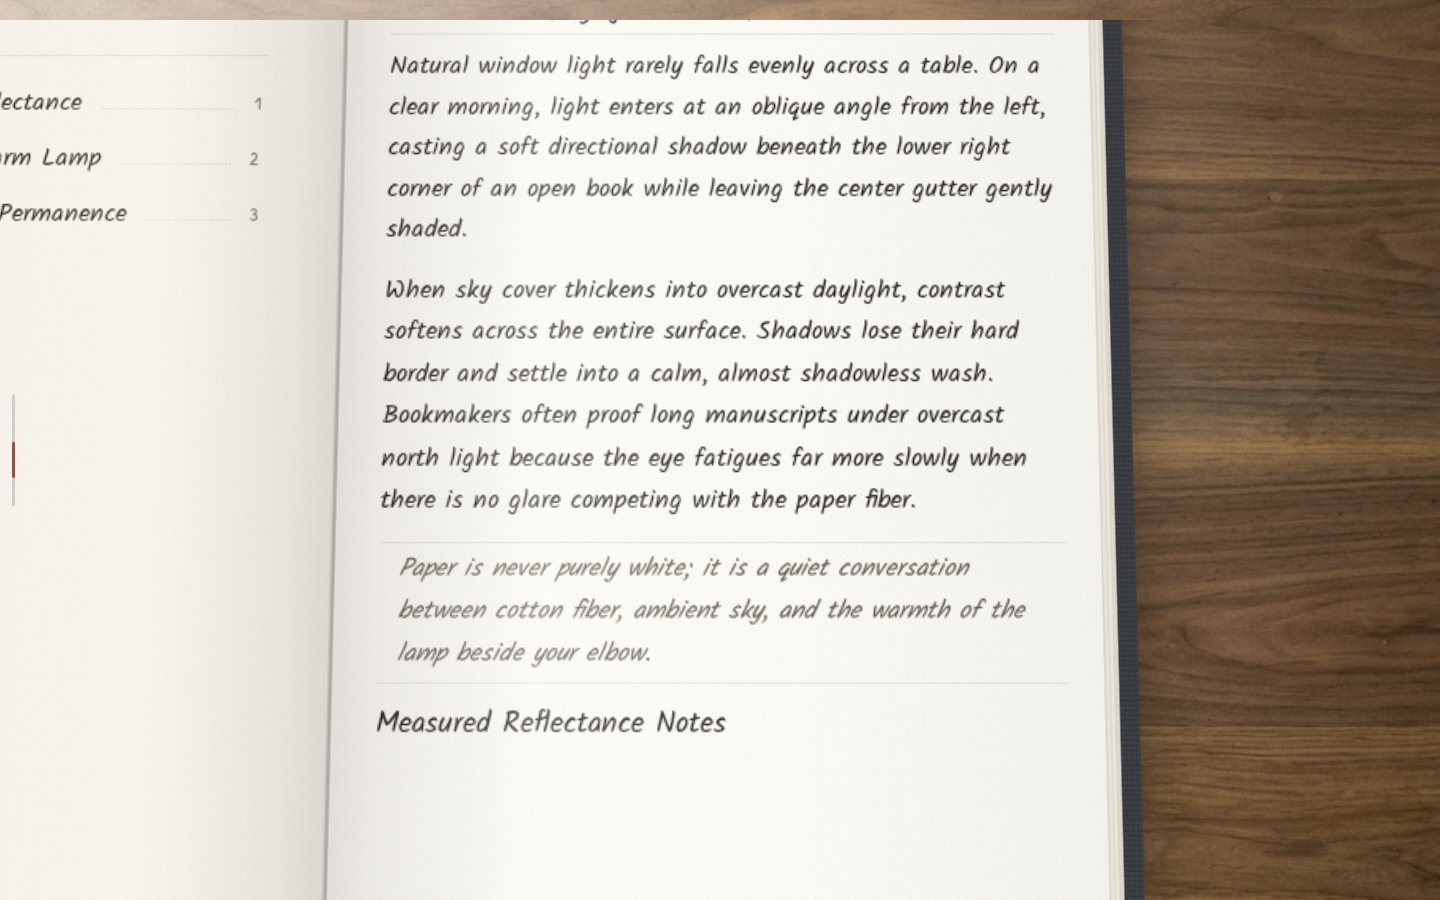 lectance 1
rm Lamp 2
Permanence 3
Natural window light rarely falls evenly across a table. On a
clear morning, light enters at an oblique angle from the left,
casting a soft directional shadow beneath the lower right
corner of an open book while leaving the center gutter gently
shaded.
When sky cover thickens into overcast daylight, contrast
softens across the entire surface. Shadows lose their hard
border and settle into a calm, almost shadowless wash.
Bookmakers often proof long manuscripts under overcast
north light because the eye fatigues far more slowly when
there is no glare competing with the paper fiber.
Paper is never purely white; it is a quiet conversation
between cotton fiber, ambient sky, and the warmth of the
lamp beside your elbow.
Measured Reflectance Notes